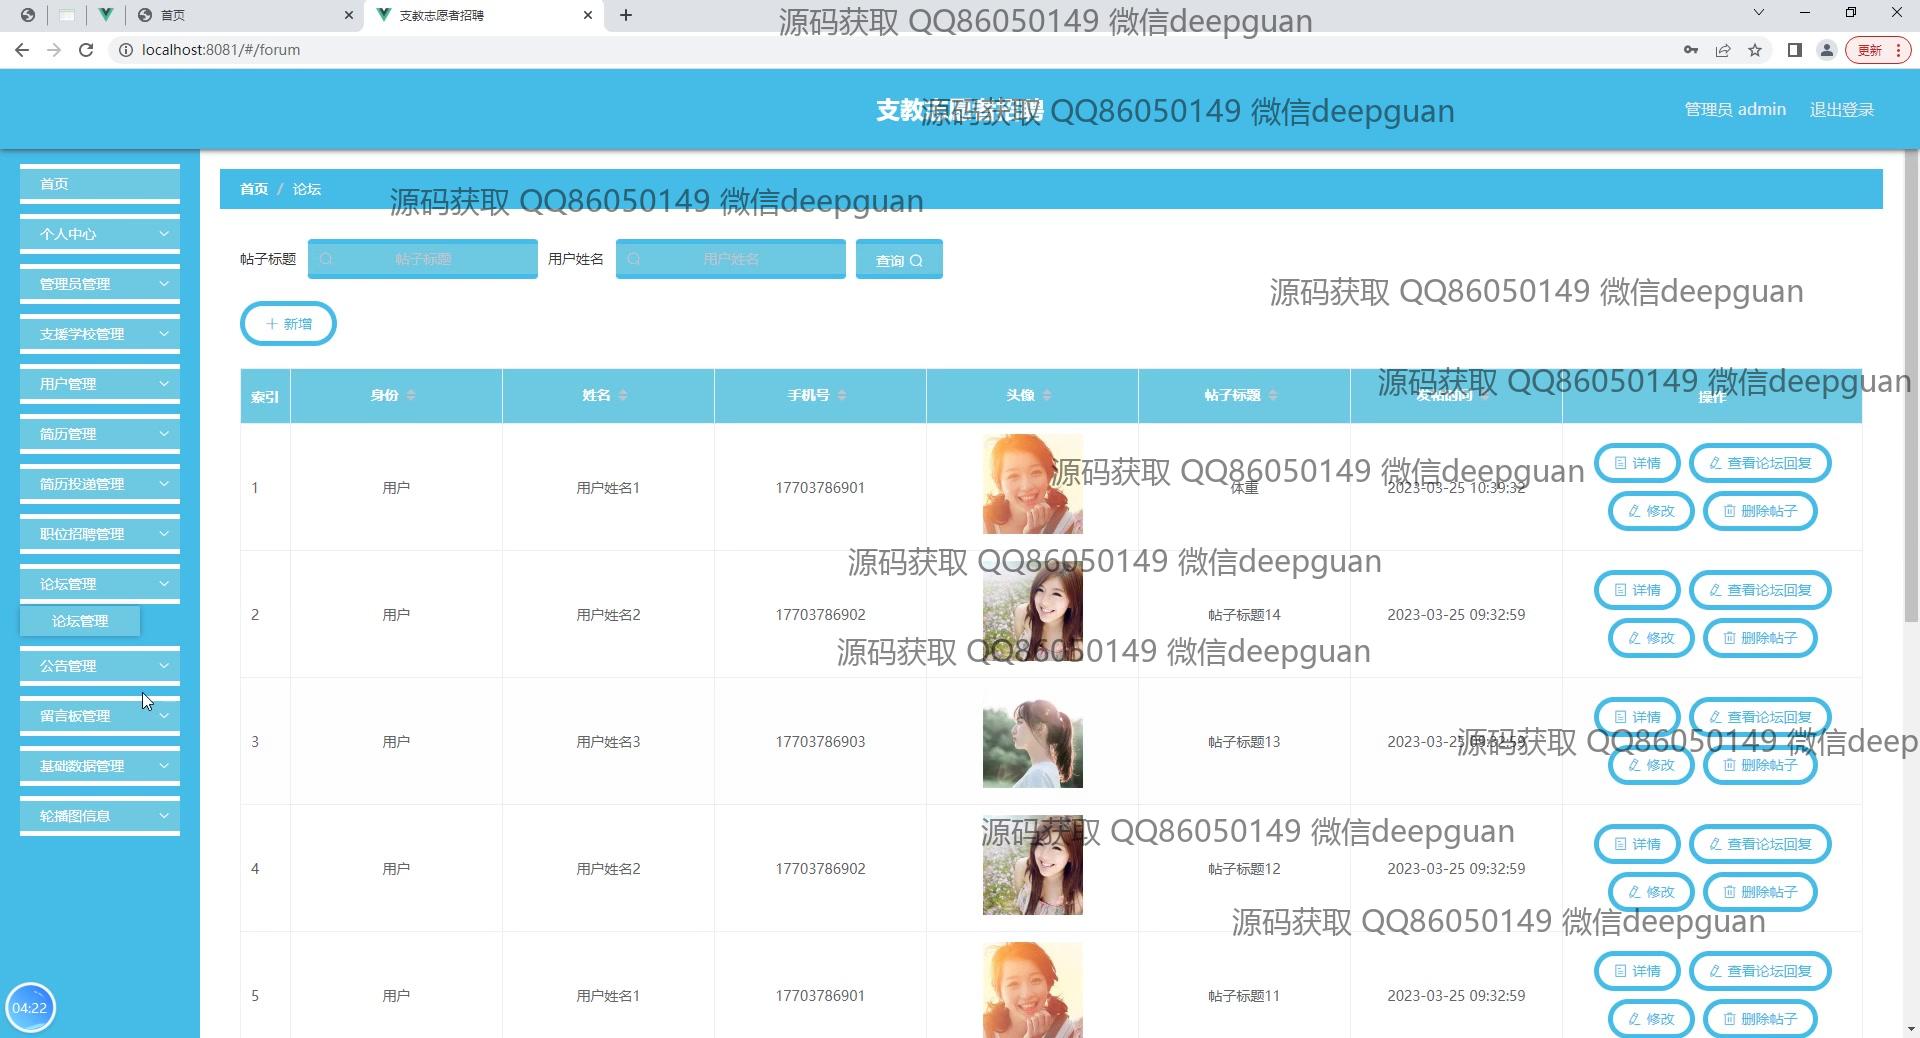 首页
支教志愿者招聘
源码获取 QQ86050149 微信deepguan
localhost:8081/#/forum
更新
源码获取 QQ86050149 微信deepguan
管理员 admin
退出登录
首页
个人中心
管理员管理
支援学校管理
用户管理
简历管理
简历投递管理
职位招聘管理
论坛管理
论坛管理
公告管理
留言板管理
基础数据管理
轮播图信息
04:22
首页 / 论坛
源码获取 QQ86050149 微信deepguan
帖子标题 帖子标题 用户姓名 用户姓名 查询
源码获取 QQ86050149 微信deepguan
新增
索引 身份 姓名 手机号 头像 帖子标题 发帖时间 操作
源码获取 QQ86050149 微信deepguan
1 用户 用户姓名1 17703786901 体重 2023-03-25 10:39:32 详情 查看论坛回复
修改 删除帖子
源码获取 QQ86050149 微信deepguan
源码获取 QQ86050149 微信deepguan
2 用户 用户姓名2 17703786902 帖子标题14 2023-03-25 09:32:59 详情 查看论坛回复
修改 删除帖子
源码获取 QQ86050149 微信deepguan
3 用户 用户姓名3 17703786903 帖子标题13 2023-03-25 09:32:59 详情 查看论坛回复
修改 删除帖子
源码获取 QQ86050149 微信deep
源码获取 QQ86050149 微信deepguan
4 用户 用户姓名2 17703786902 帖子标题12 2023-03-25 09:32:59 详情 查看论坛回复
修改 删除帖子
源码获取 QQ86050149 微信deepguan
5 用户 用户姓名1 17703786901 帖子标题11 2023-03-25 09:32:59 详情 查看论坛回复
修改 删除帖子